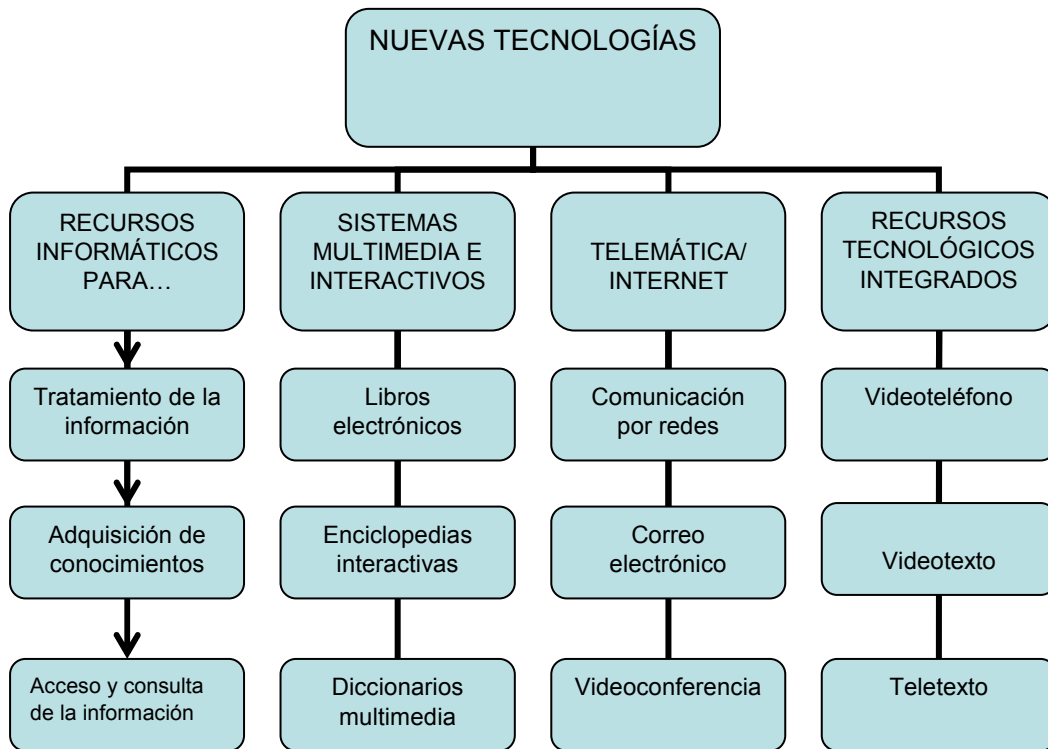 NUEVAS TECNOLOGÍAS
RECURSOS
INFORMÁTICOS
PARA…
SISTEMAS
MULTIMEDIA E
INTERACTIVOS
TELEMÁTICA/
INTERNET
RECURSOS
TECNOLÓGICOS
INTEGRADOS
Tratamiento de la
información
Libros
electrónicos
Comunicación
por redes
Videoteléfono
Adquisición de
conocimientos
Enciclopedias
interactivas
Correo
electrónico
Videotexto
Acceso y consulta
de la información
Diccionarios
multimedia
Videoconferencia
Teletexto